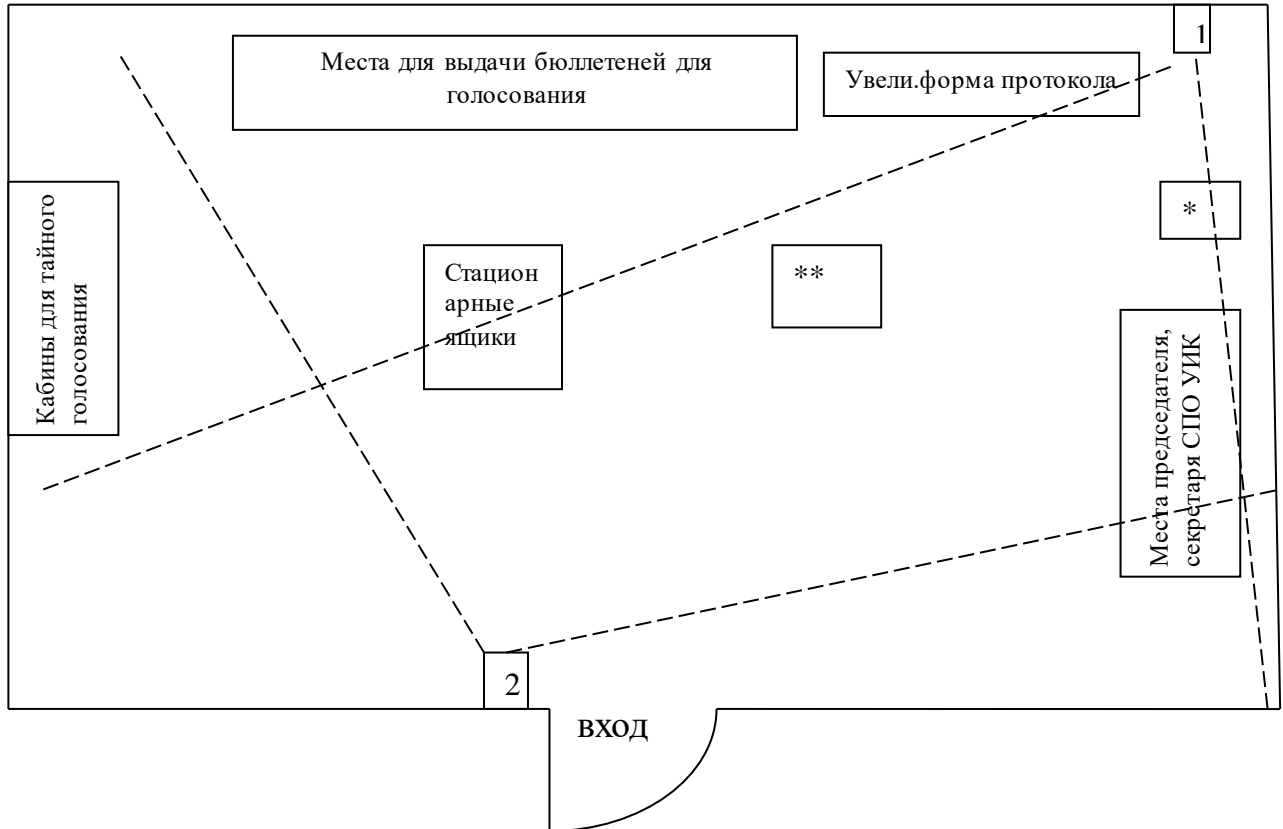 1
Места для выдачи бюллетеней для
голосования
Увели.форма протокола
Кабины для тайного
голосования
*
Стацион
арные
ящики
**
Места председателя,
секретаря СПО УИК
2
ВХОД